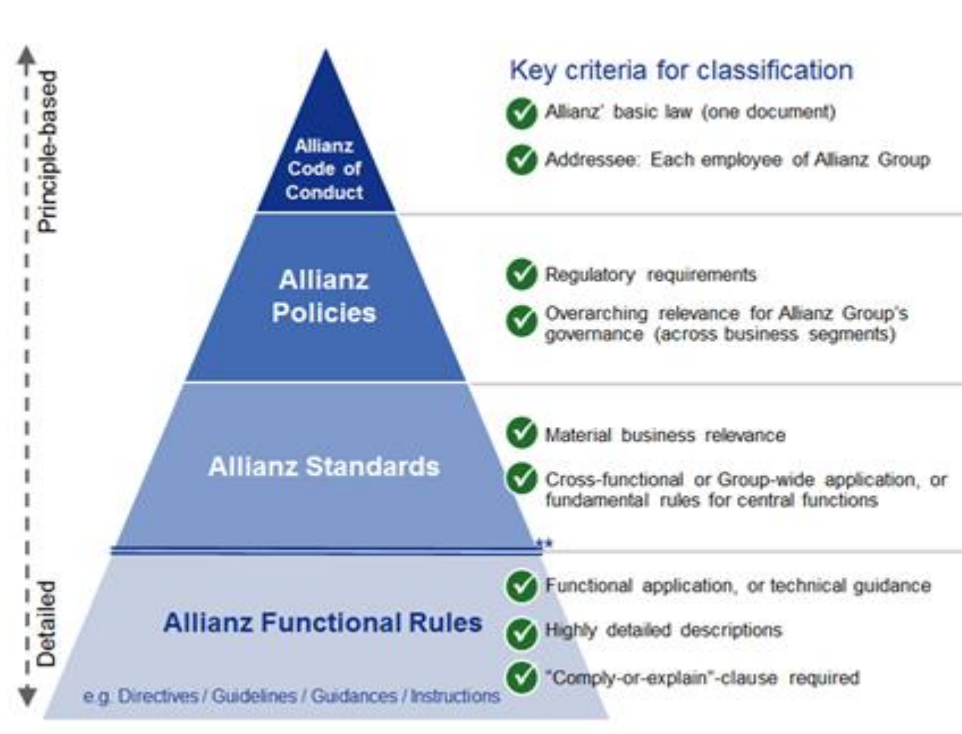 Key criteria for classification
Principle-based
Allianz
Code of
Conduct
Allianz' basic law (one document)
Addressee: Each employee of Allianz Group
Allianz
Policies
Regulatory requirements
Overarching relevance for Allianz Group's
governance (across business segments)
Allianz Standards
Material business relevance
Cross-functional or Group-wide application, or
fundamental rules for central functions
**
Detailed
Allianz Functional Rules
e.g. Directives / Guidelines / Guidances / Instructions
Functional application, or technical guidance
Highly detailed descriptions
"Comply-or-explain"-clause required